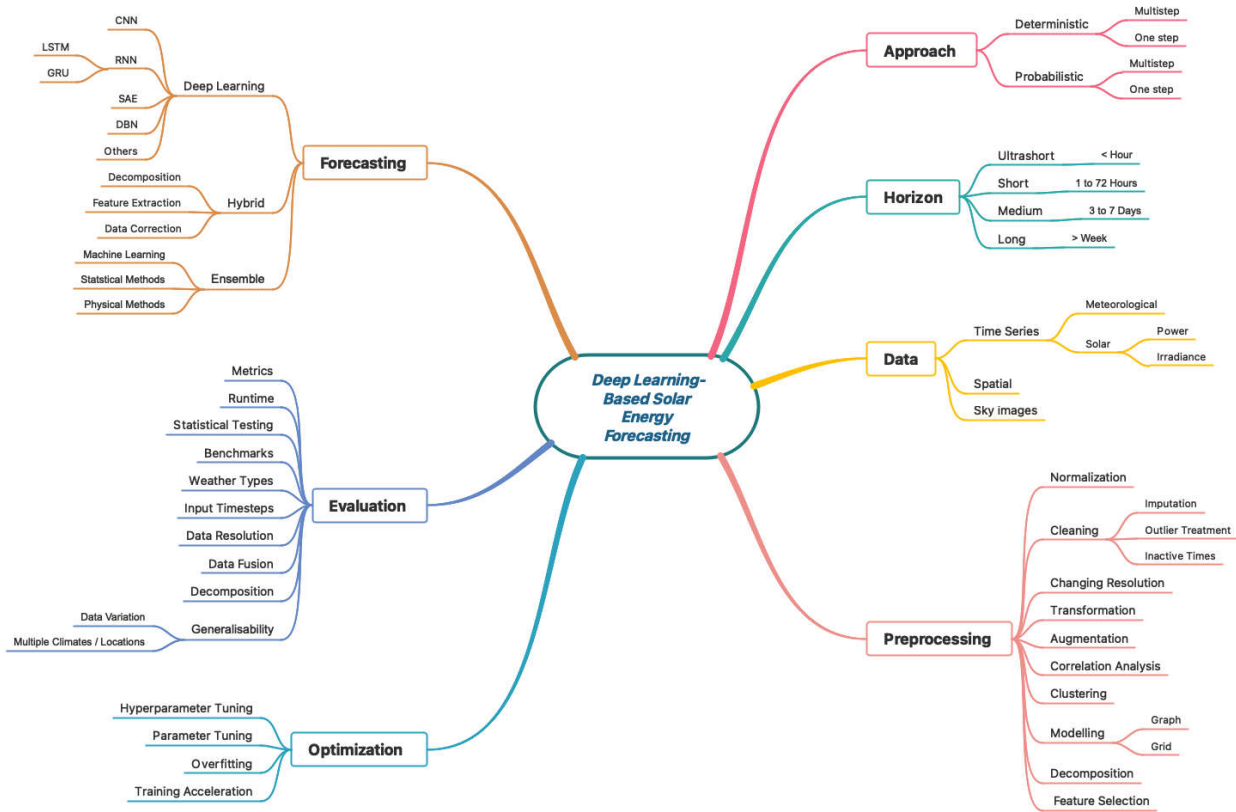 Deep Learning-
Based Solar
Energy
Forecasting
Approach
Deterministic
Multistep
One step
Probabilistic
Multistep
One step
Horizon
Ultrashort
< Hour
Short
1 to 72 Hours
Medium
3 to 7 Days
Long
> Week
Data
Time Series
Meteorological
Solar
Power
Irradiance
Spatial
Sky images
Preprocessing
Normalization
Cleaning
Imputation
Outlier Treatment
Inactive Times
Changing Resolution
Transformation
Augmentation
Correlation Analysis
Clustering
Modelling
Graph
Grid
Decomposition
Feature Selection
Forecasting
Deep Learning
CNN
RNN
LSTM
GRU
SAE
DBN
Others
Hybrid
Decomposition
Feature Extraction
Data Correction
Ensemble
Machine Learning
Statstical Methods
Physical Methods
Evaluation
Metrics
Runtime
Statistical Testing
Benchmarks
Weather Types
Input Timesteps
Data Resolution
Data Fusion
Decomposition
Generalisability
Data Variation
Multiple Climates / Locations
Optimization
Hyperparameter Tuning
Parameter Tuning
Overfitting
Training Acceleration